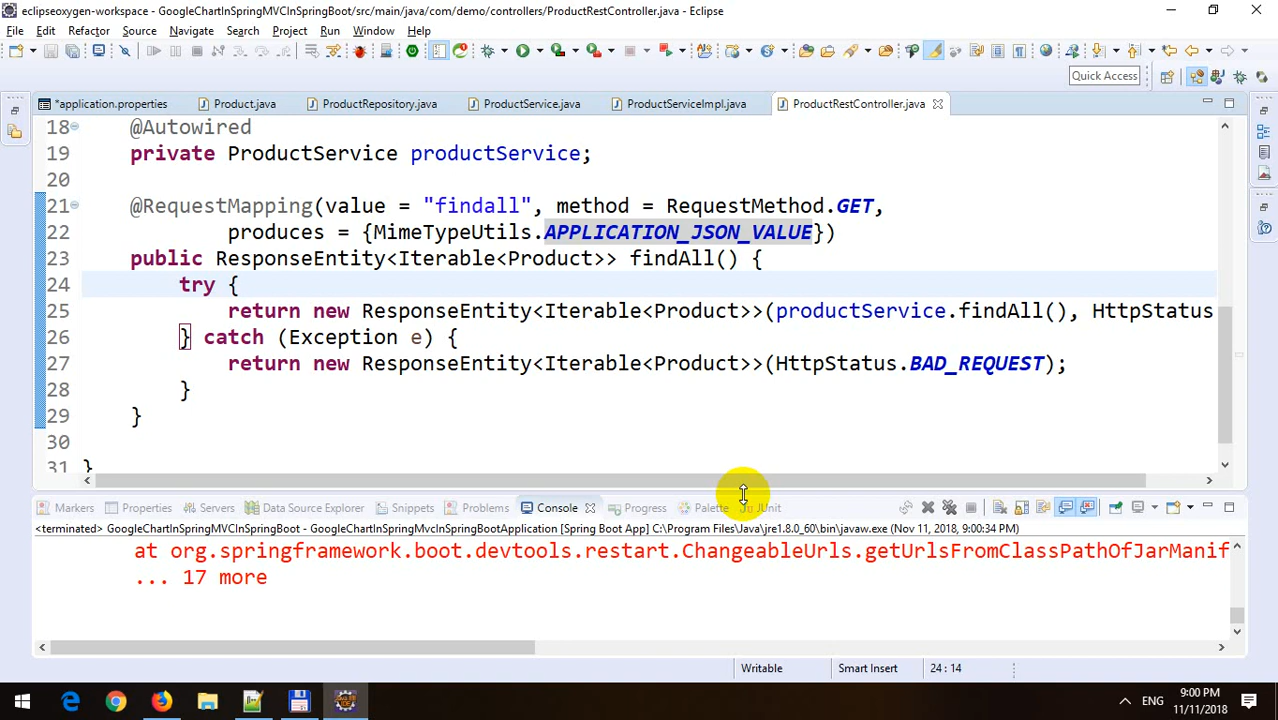 eclipseoxygen-workspace - GoogleChartInSpringMVCInSpringBoot/src/main/java/com/demo/controllers/ProductRestController.java - Eclipse
File Edit Refactor Source Navigate Search Project Run Window Help
Quick Access
*application.properties Product.java ProductRepository.java ProductService.java ProductServiceImpl.java ProductRestController.java
18 @Autowired
19 private ProductService productService;
20
21 @RequestMapping(value = "findall", method = RequestMethod.GET,
22 produces = {MimeTypeUtils.APPLICATION_JSON_VALUE})
23 public ResponseEntity<Iterable<Product>> findAll() {
24 try {
25 return new ResponseEntity<Iterable<Product>>(productService.findAll(), HttpStatus
26 } catch (Exception e) {
27 return new ResponseEntity<Iterable<Product>>(HttpStatus.BAD_REQUEST);
28 }
29 }
30
31 }
Markers Properties Servers Data Source Explorer Snippets Problems Console Progress Palette JUnit
<terminated> GoogleChartInSpringMVCInSpringBoot - GoogleChartInSpringMvcInSpringBootApplication [Spring Boot App] C:\Program Files\Java\jre1.8.0_60\bin\javaw.exe (Nov 11, 2018, 9:00:34 PM)
at org.springframework.boot.devtools.restart.ChangeableUrls.getUrlsFromClassPathOfJarManif
... 17 more
Writable Smart Insert 24 : 14
ENG 9:00 PM
11/11/2018